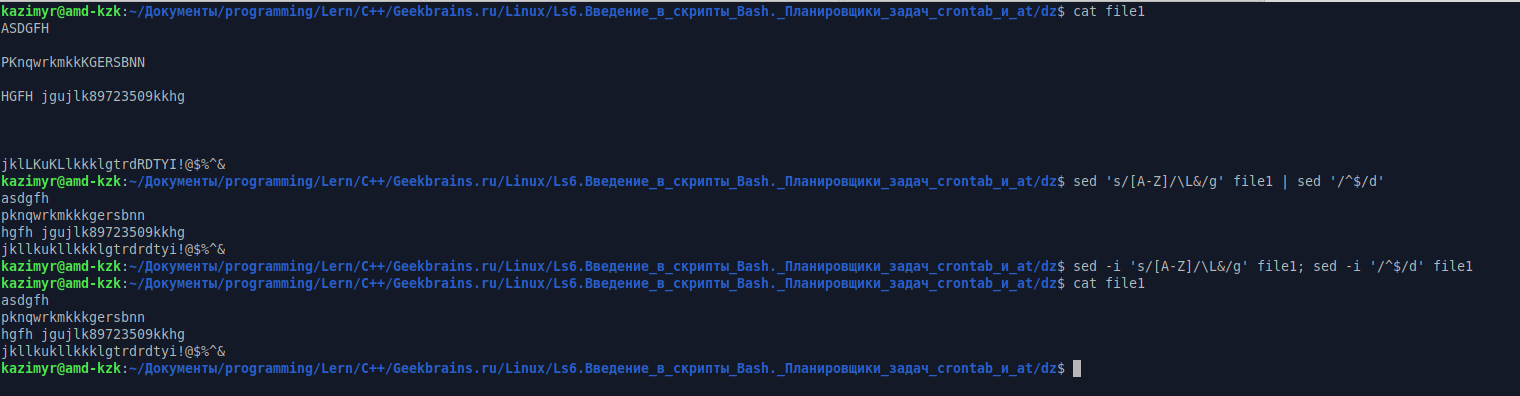 kazimyr@amd-kzk:~/Документы/programming/Lern/C++/Geekbrains.ru/Linux/Ls6.Введение_в_скрипты_Bash._Планировщики_задач_crontab_и_at/dz$ cat file1
ASDGFH
PKnqwrkmkkKGERSBNN
HGFH jgujlk89723509kkhg
jklLKuKLlkkklgtrdRDTYI!@$%^&
kazimyr@amd-kzk:~/Документы/programming/Lern/C++/Geekbrains.ru/Linux/Ls6.Введение_в_скрипты_Bash._Планировщики_задач_crontab_и_at/dz$ sed 's/[A-Z]/\L&/g' file1 | sed '/^$/d'
asdgfh
pknqwrkmkkkgersbnn
hgfh jgujlk89723509kkhg
jkllkukllkkklgtrdrdtyi!@$%^&
kazimyr@amd-kzk:~/Документы/programming/Lern/C++/Geekbrains.ru/Linux/Ls6.Введение_в_скрипты_Bash._Планировщики_задач_crontab_и_at/dz$ sed -i 's/[A-Z]/\L&/g' file1; sed -i '/^$/d' file1
kazimyr@amd-kzk:~/Документы/programming/Lern/C++/Geekbrains.ru/Linux/Ls6.Введение_в_скрипты_Bash._Планировщики_задач_crontab_и_at/dz$ cat file1
asdgfh
pknqwrkmkkkgersbnn
hgfh jgujlk89723509kkhg
jkllkukllkkklgtrdrdtyi!@$%^&
kazimyr@amd-kzk:~/Документы/programming/Lern/C++/Geekbrains.ru/Linux/Ls6.Введение_в_скрипты_Bash._Планировщики_задач_crontab_и_at/dz$